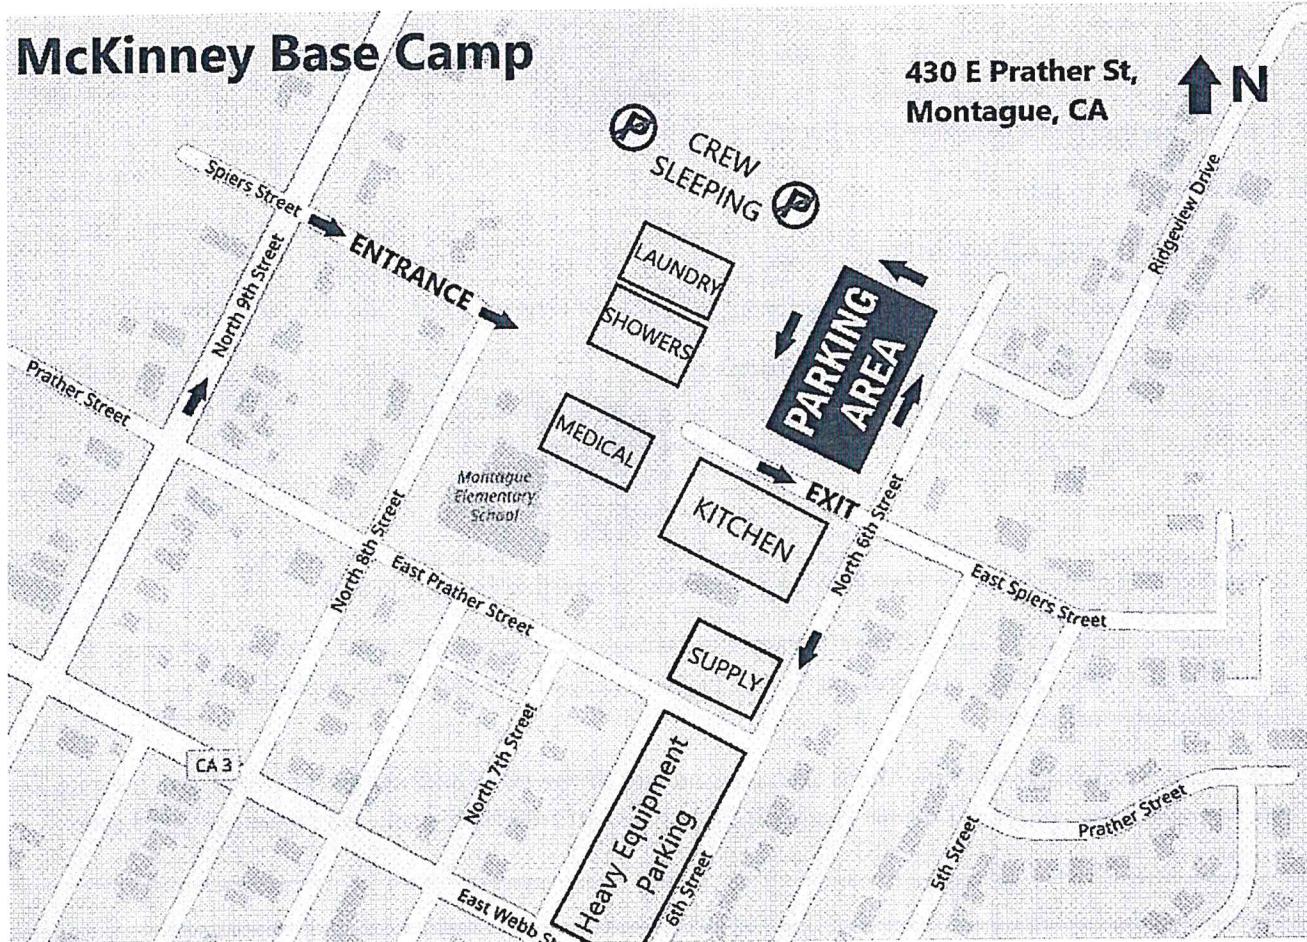 McKinney Base Camp
430 E Prather St,
Montague, CA
N
P
CREW
SLEEPING
P
Spiers Street
ENTRANCE
North 9th Street
LAUNDRY
SHOWERS
PARKING
AREA
Ridgeview Drive
Prather Street
MEDICAL
Montague
Elementary
School
KITCHEN
EXIT
North 6th Street
North 8th Street
East Prather Street
East Spiers Street
SUPPLY
CA 3
North 7th Street
Heavy Equipment
Parking
6th Street
5th Street
Prather Street
East Webb St